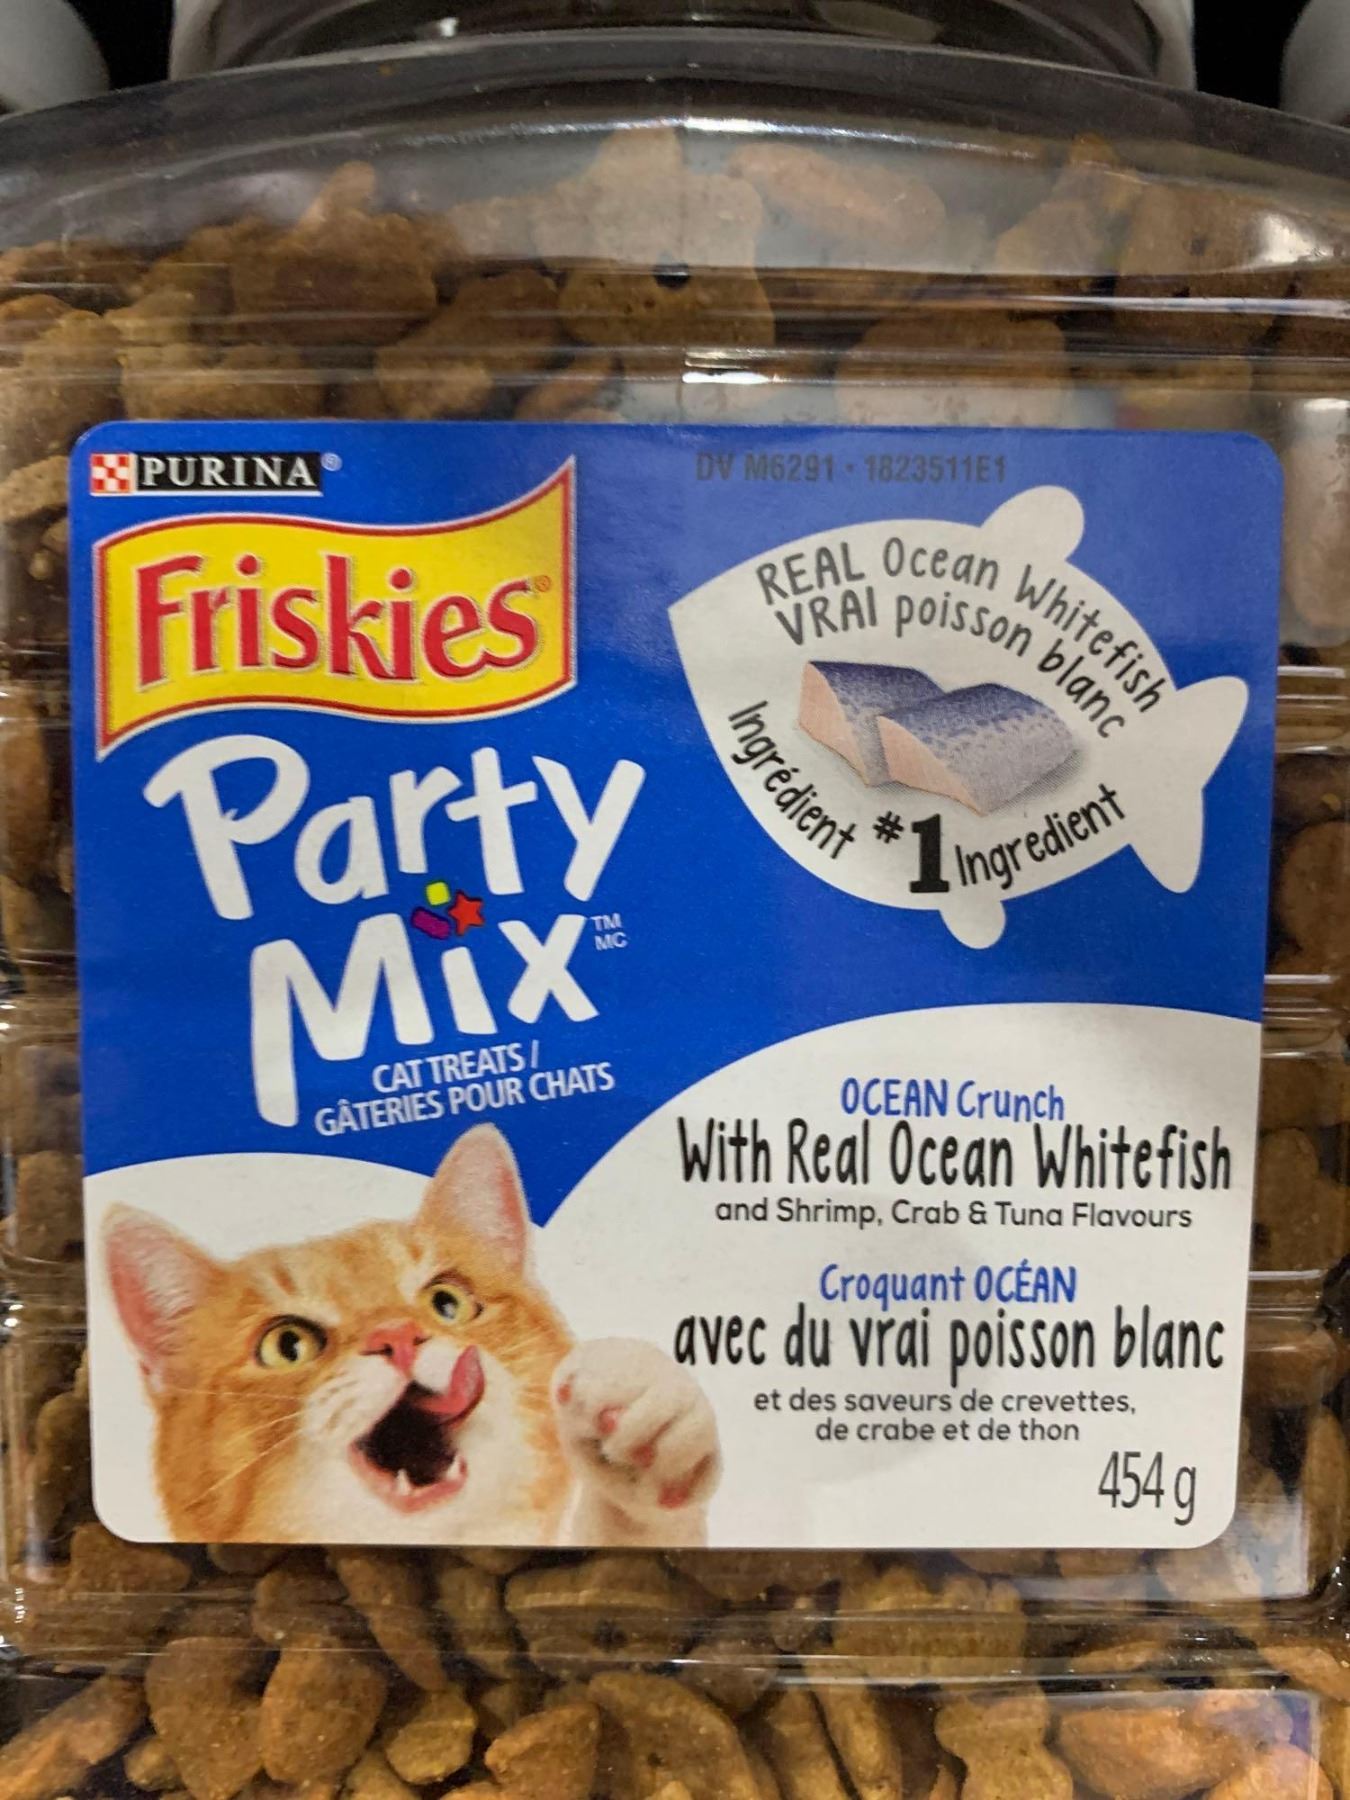 PURINA®
Friskies®
Party
Mix™
MC
CAT TREATS /
GÂTERIES POUR CHATS
DV M6291 • 1823511E1
REAL Ocean Whitefish
VRAI poisson blanc
Ingrédient #1 Ingredient
OCEAN Crunch
With Real Ocean Whitefish
and Shrimp, Crab & Tuna Flavours
Croquant OCÉAN
avec du vrai poisson blanc
et des saveurs de crevettes,
de crabe et de thon
454 g